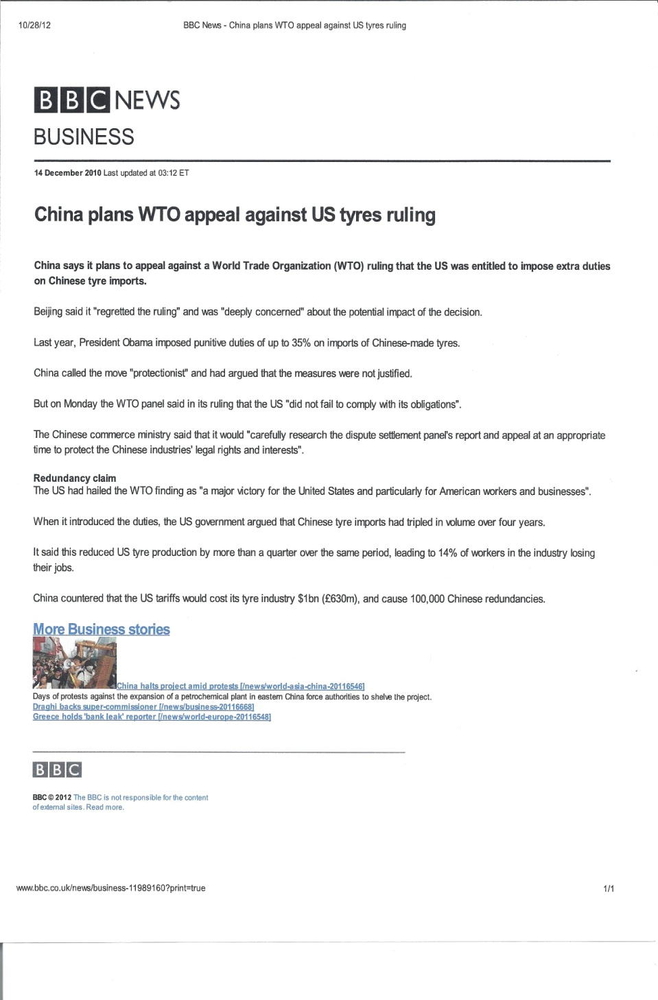 10/28/12
BBC News - China plans WTO appeal against US tyres ruling
BBC NEWS
BUSINESS
14 December 2010 Last updated at 03:12 ET
China plans WTO appeal against US tyres ruling
China says it plans to appeal against a World Trade Organization (WTO) ruling that the US was entitled to impose extra duties
on Chinese tyre imports.
Beijing said it "regretted the ruling" and was "deeply concerned" about the potential impact of the decision.
Last year, President Obama imposed punitive duties of up to 35% on imports of Chinese-made tyres.
China called the move "protectionist" and had argued that the measures were not justified.
But on Monday the WTO panel said in its ruling that the US "did not fail to comply with its obligations".
The Chinese commerce ministry said that it would "carefully research the dispute settlement panel's report and appeal at an appropriate
time to protect the Chinese industries' legal rights and interests".
Redundancy claim
The US had hailed the WTO finding as "a major victory for the United States and particularly for American workers and businesses".
When it introduced the duties, the US government argued that Chinese tyre imports had tripled in volume over four years.
It said this reduced US tyre production by more than a quarter over the same period, leading to 14% of workers in the industry losing
their jobs.
China countered that the US tariffs would cost its tyre industry $1bn (£630m), and cause 100,000 Chinese redundancies.
More Business stories
China halts project amid protests [/news/world-asia-china-20116546]
Days of protests against the expansion of a petrochemical plant in eastern China force authorities to shelve the project.
Draghi backs super-commissioner [/news/business-20116668]
Greece holds 'bank leak' reporter [/news/world-europe-20116548]
BBC
BBC © 2012 The BBC is not responsible for the content
of external sites. Read more.
www.bbc.co.uk/news/business-11989160?print=true
1/1